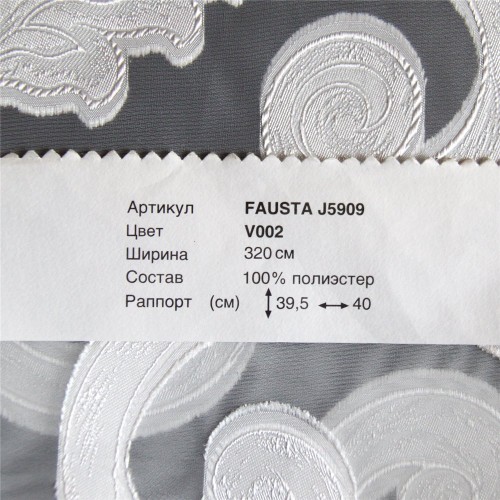 Артикул FAUSTA J5909
Цвет V002
Ширина 320 см
Состав 100% полиэстер
Раппорт (см) ↕ 39,5 ↔ 40